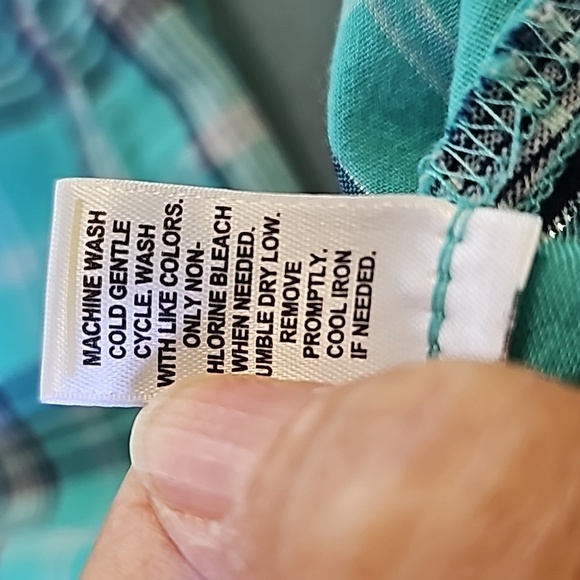 MACHINE WASH
COLD GENTLE
CYCLE. WASH
WITH LIKE COLORS.
ONLY NON-
HLORINE BLEACH
WHEN NEEDED.
UMBLE DRY LOW.
REMOVE
PROMPTLY.
COOL IRON
IF NEEDED.